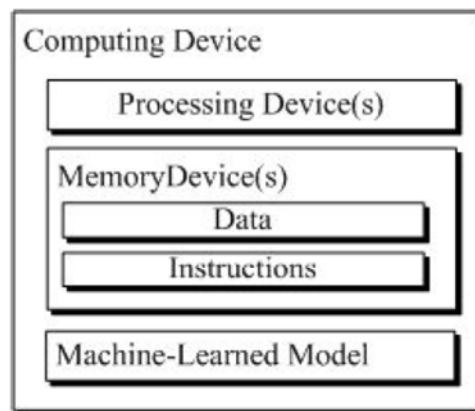 Computing Device
Processing Device(s)
MemoryDevice(s)
Data
Instructions
Machine-Learned Model